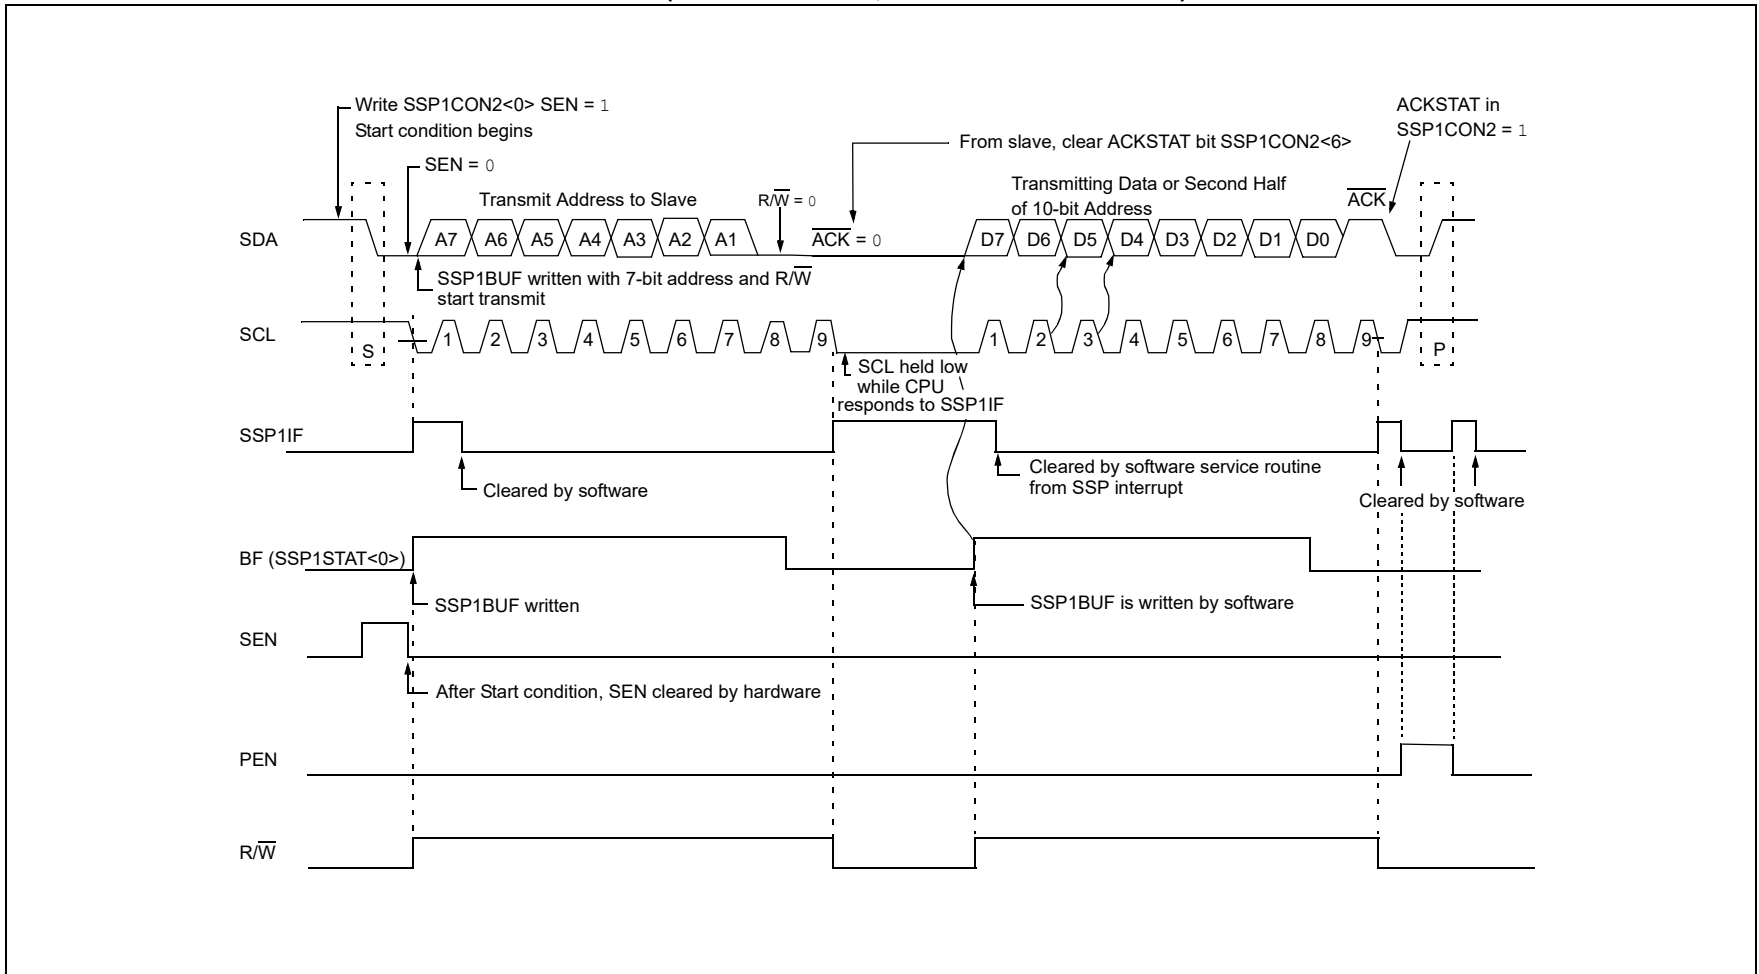 Write SSP1CON2<0> SEN = 1
Start condition begins
ACKSTAT in
SSP1CON2 = 1
From slave, clear ACKSTAT bit SSP1CON2<6>
SEN = 0
Transmit Address to Slave
R/W = 0
Transmitting Data or Second Half
of 10-bit Address
ACK
SDA
A7 A6 A5 A4 A3 A2 A1
ACK = 0
D7 D6 D5 D4 D3 D2 D1 D0
SSP1BUF written with 7-bit address and R/W
start transmit
SCL
S
1 2 3 4 5 6 7 8 9
1 2 3 4 5 6 7 8 9
P
SCL held low
while CPU
responds to SSP1IF
SSP1IF
Cleared by software
Cleared by software service routine
from SSP interrupt
Cleared by software
BF (SSP1STAT<0>)
SSP1BUF written
SSP1BUF is written by software
SEN
After Start condition, SEN cleared by hardware
PEN
R/W